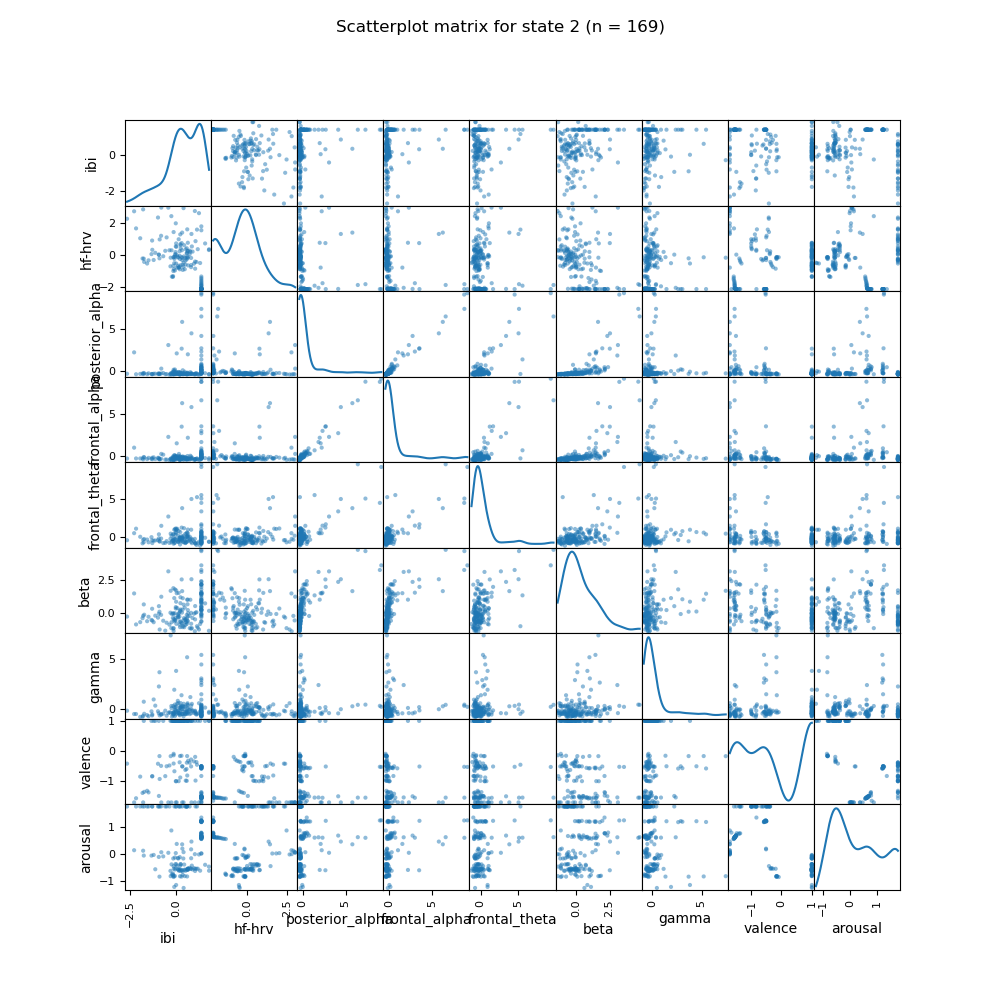 Scatterplot matrix for state 2 (n = 169)
ibi
0
−2
hf-hrv
2
0
−2
posterior_alpha
5
0
frontal_alpha
5
0
frontal_theta
5
0
beta
2.5
0.0
gamma
5
0
valence
1
0
−1
arousal
1
0
−1
−2.5 0.0 0.0 2.5 5 5 0 5 0.0 2.5 0 5 −1 0 1 −1 0 1
ibi hf-hrv posterior_alpha frontal_alpha frontal_theta beta gamma valence arousal